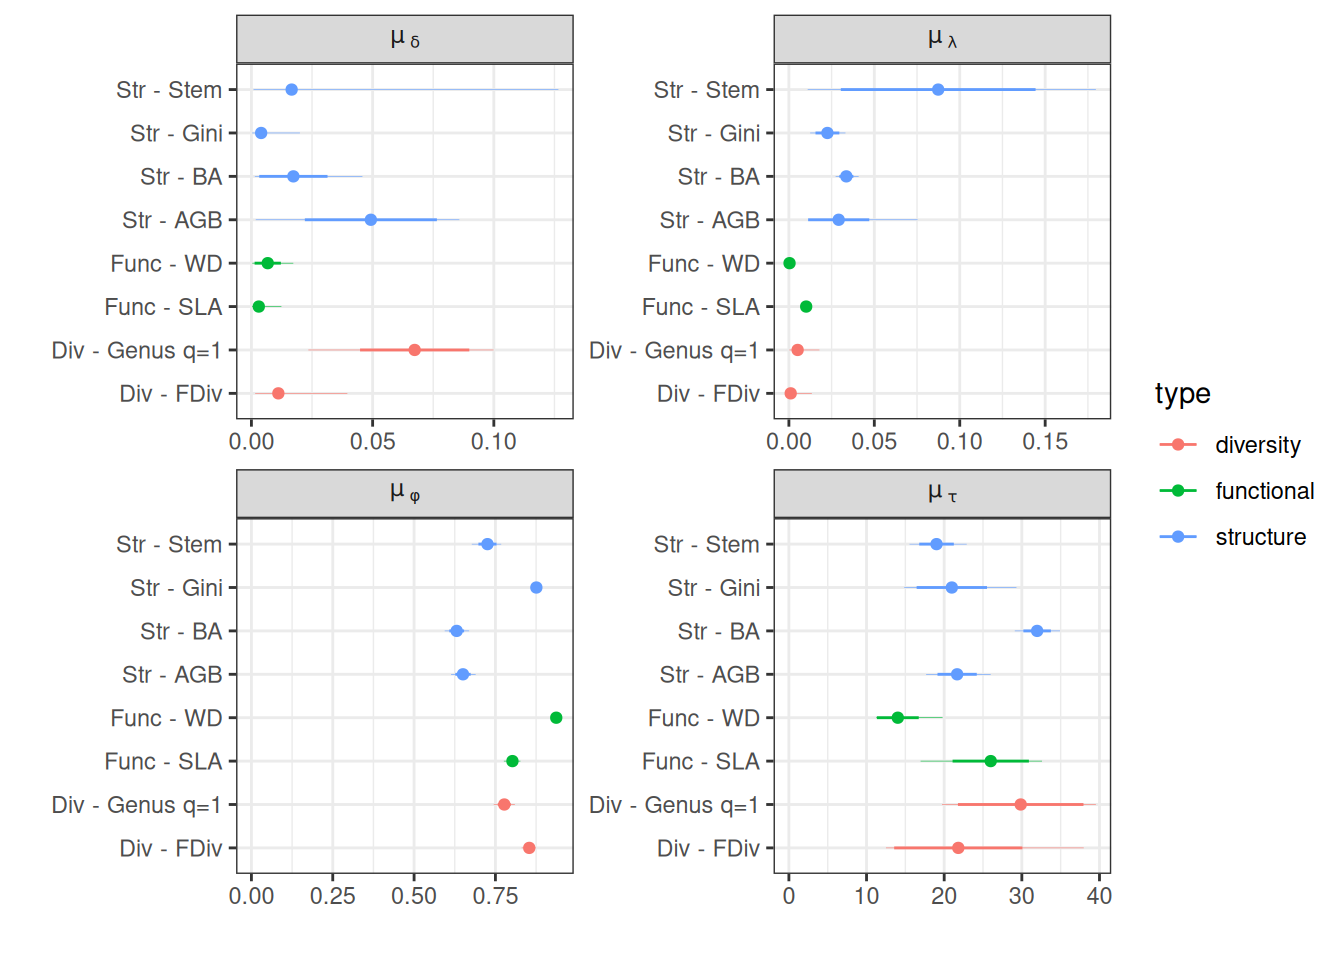 μ δ
Str - Stem
Str - Gini
Str - BA
Str - AGB
Func - WD
Func - SLA
Div - Genus q=1
Div - FDiv
0.00 0.05 0.10
μ λ
Str - Stem
Str - Gini
Str - BA
Str - AGB
Func - WD
Func - SLA
Div - Genus q=1
Div - FDiv
0.00 0.05 0.10 0.15
μ φ
Str - Stem
Str - Gini
Str - BA
Str - AGB
Func - WD
Func - SLA
Div - Genus q=1
Div - FDiv
0.00 0.25 0.50 0.75
μ τ
Str - Stem
Str - Gini
Str - BA
Str - AGB
Func - WD
Func - SLA
Div - Genus q=1
Div - FDiv
0 10 20 30 40
type
diversity
functional
structure